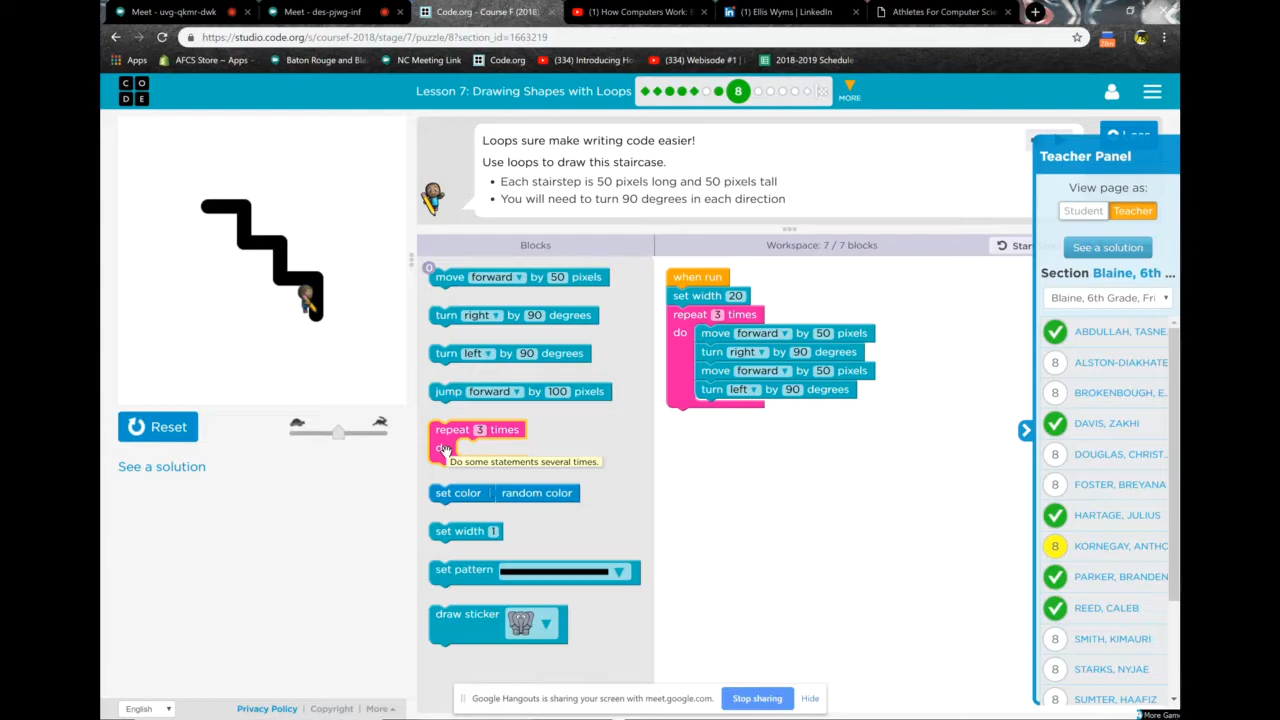 Meet - uvg-qkmr-dwk
Meet - des-pjwg-inf
Code.org - Course F (2018)
(1) How Computers Work:
(1) Ellis Wyms | LinkedIn
Athletes For Computer Sci
https://studio.code.org/s/coursef-2018/stage/7/puzzle/8?section_id=1663219
Apps
AFCS Store ~ Apps -
Baton Rouge and Bla
NC Meeting Link
Code.org
(334) Introducing Ho
(334) Webisode #1 |
2018-2019 Schedule
C O
D E
Lesson 7: Drawing Shapes with Loops
8
MORE
Loops sure make writing code easier!
Use loops to draw this staircase.
• Each stairstep is 50 pixels long and 50 pixels tall
• You will need to turn 90 degrees in each direction
Blocks
Workspace: 7 / 7 blocks
Star
0
move forward by 50 pixels
turn right by 90 degrees
turn left by 90 degrees
jump forward by 100 pixels
repeat 3 times
Do some statements several times.
set color random color
set width 1
set pattern
draw sticker
when run
set width 20
repeat 3 times
do
move forward by 50 pixels
turn right by 90 degrees
move forward by 50 pixels
turn left by 90 degrees
Reset
See a solution
Teacher Panel
View page as:
Student
Teacher
See a solution
Section Blaine, 6th ...
Blaine, 6th Grade, Fri
ABDULLAH, TASNE
8 ALSTON-DIAKHATE
8 BROKENBOUGH, E..
DAVIS, ZAKHI
8 DOUGLAS, CHRIST..
8 FOSTER, BREYANA
HARTAGE, JULIUS
8 KORNEGAY, ANTHO
PARKER, BRANDEN
REED, CALEB
8 SMITH, KIMAURI
8 STARKS, NYJAE
8 SUMTER, HAAFIZ
Google Hangouts is sharing your screen with meet.google.com.
Stop sharing
Hide
English
Privacy Policy | Copyright | More
More Game